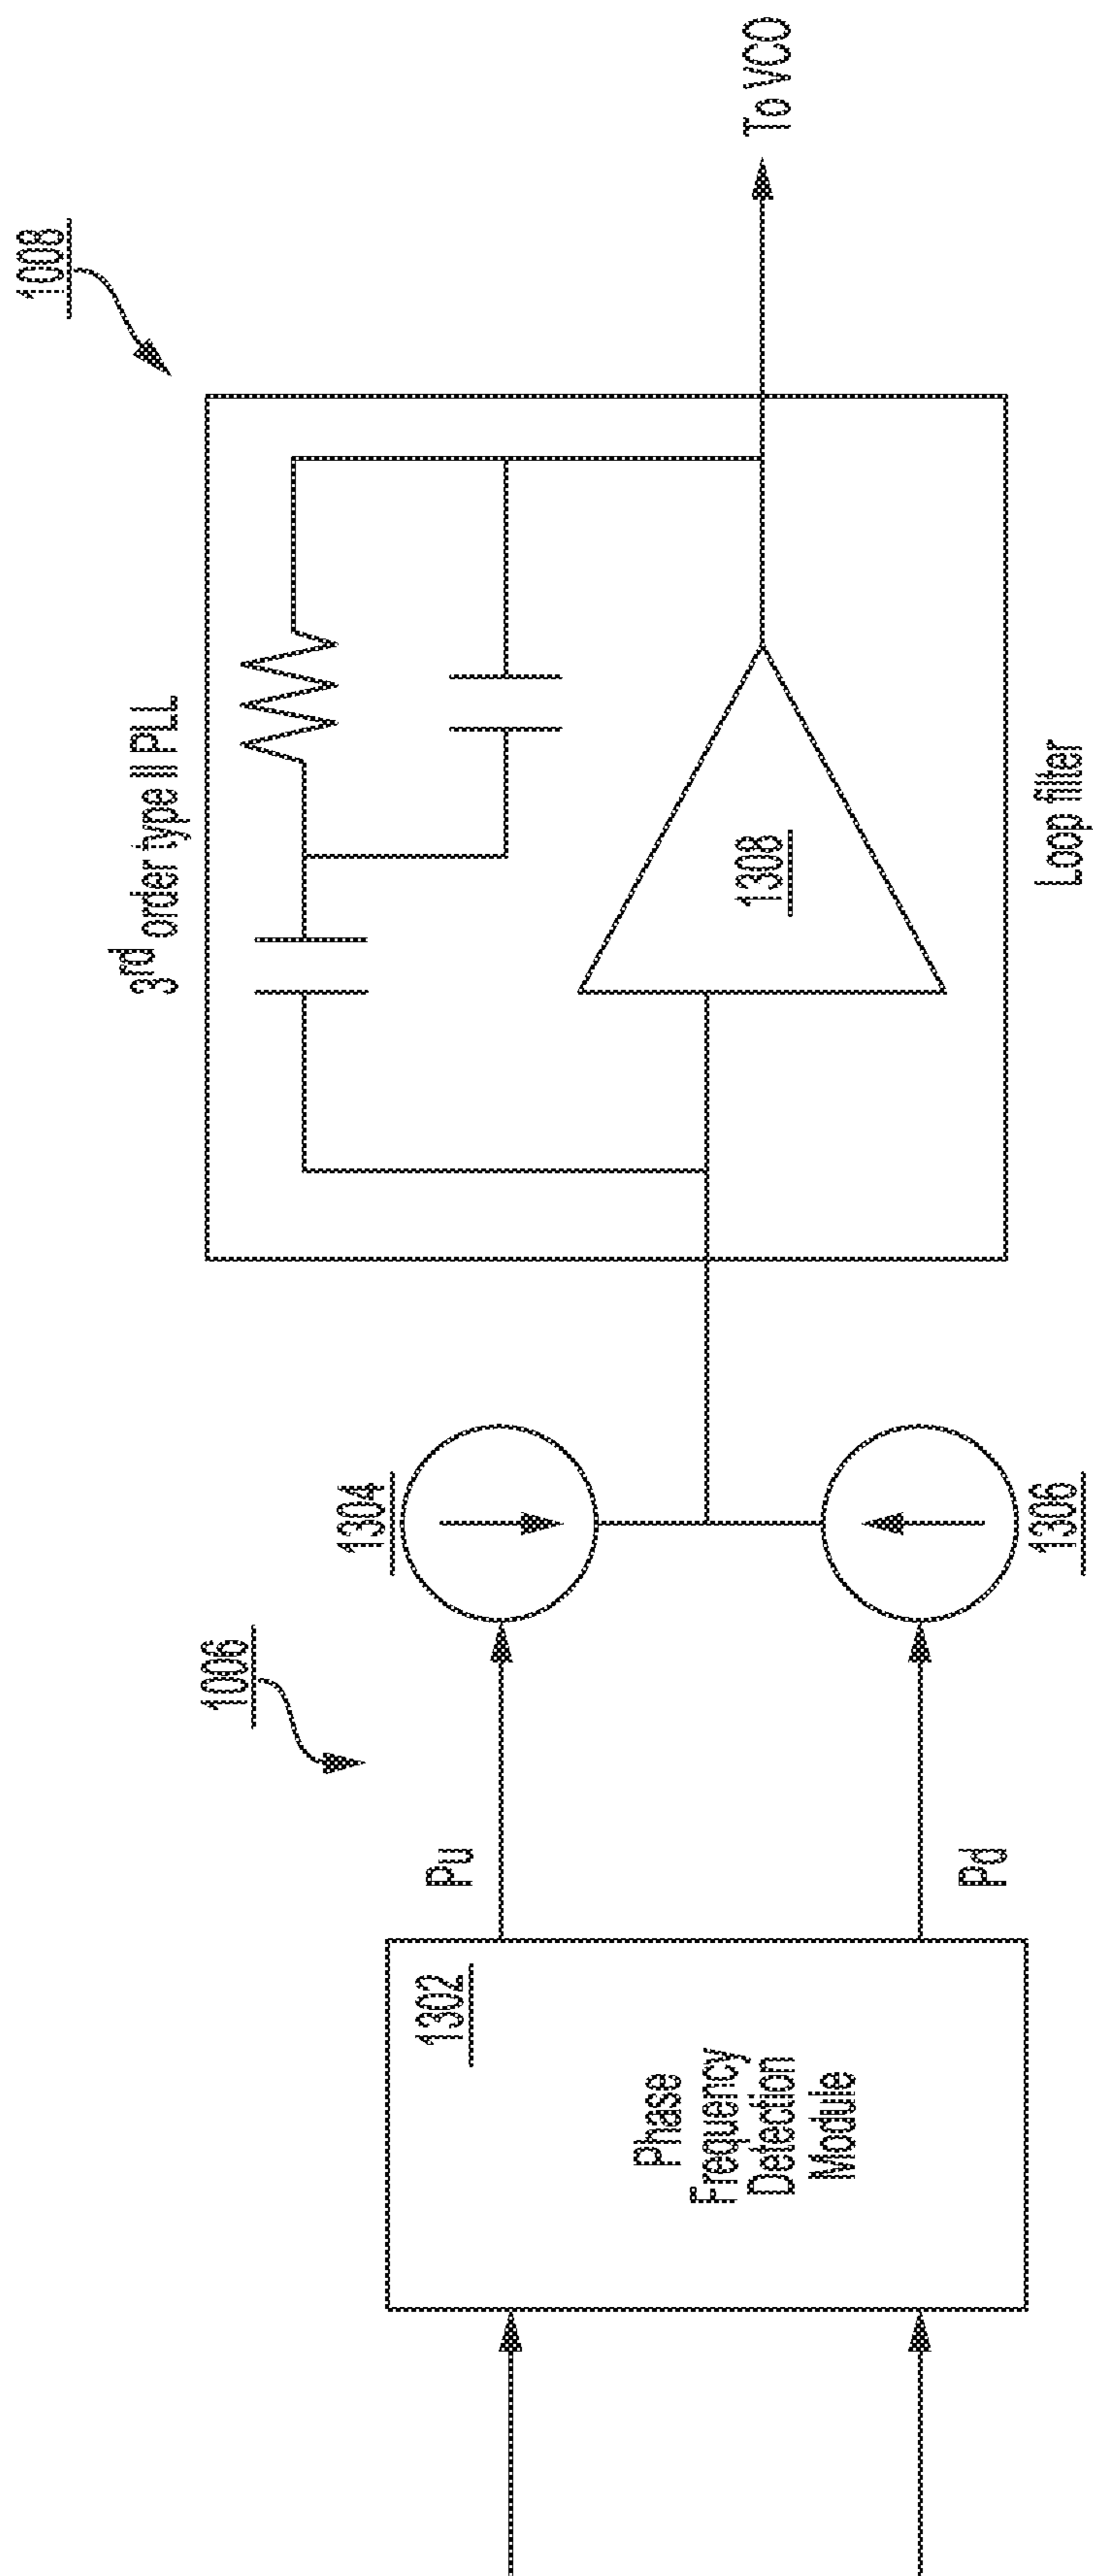 1008
3rd order type II PLL
To VCO
1308
Loop filter
1304
1306
1006
Pu
Pd
1302
Phase
Frequency
Detection
Module